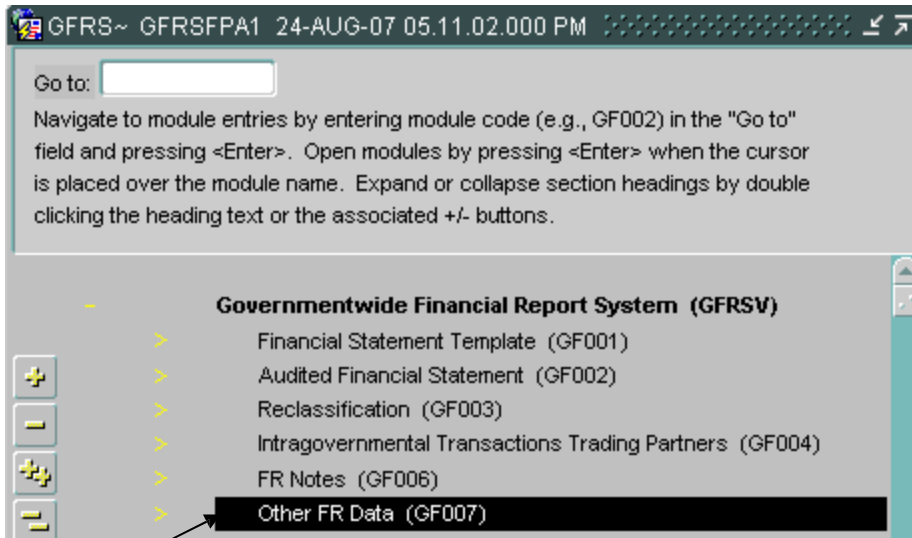 GFRS~ GFRSFPA1 24-AUG-07 05.11.02.000 PM
Go to:
Navigate to module entries by entering module code (e.g., GF002) in the "Go to"
field and pressing <Enter>. Open modules by pressing <Enter> when the cursor
is placed over the module name. Expand or collapse section headings by double
clicking the heading text or the associated +/- buttons.
Governmentwide Financial Report System (GFRSV)
Financial Statement Template (GF001)
Audited Financial Statement (GF002)
Reclassification (GF003)
Intragovernmental Transactions Trading Partners (GF004)
FR Notes (GF006)
Other FR Data (GF007)